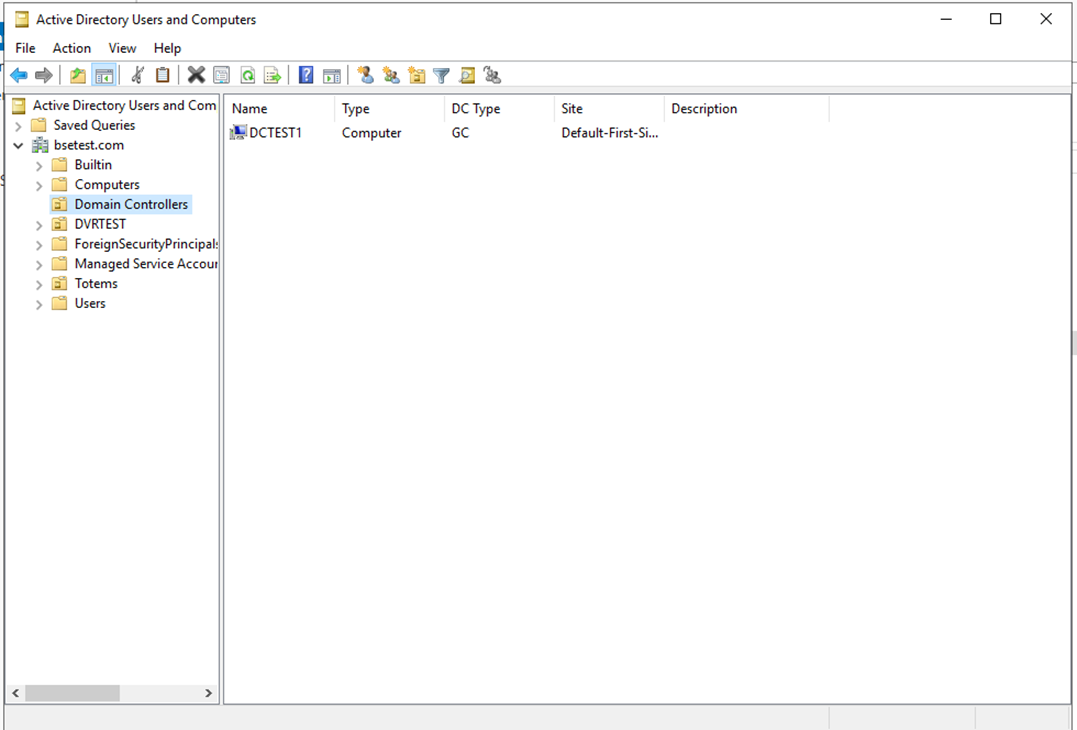 Active Directory Users and Computers
File Action View Help
Active Directory Users and Com
Saved Queries
bsetest.com
Builtin
Computers
Domain Controllers
DVRTEST
ForeignSecurityPrincipals
Managed Service Accour
Totems
Users
Name Type DC Type Site Description
DCTEST1 Computer GC Default-First-Si...